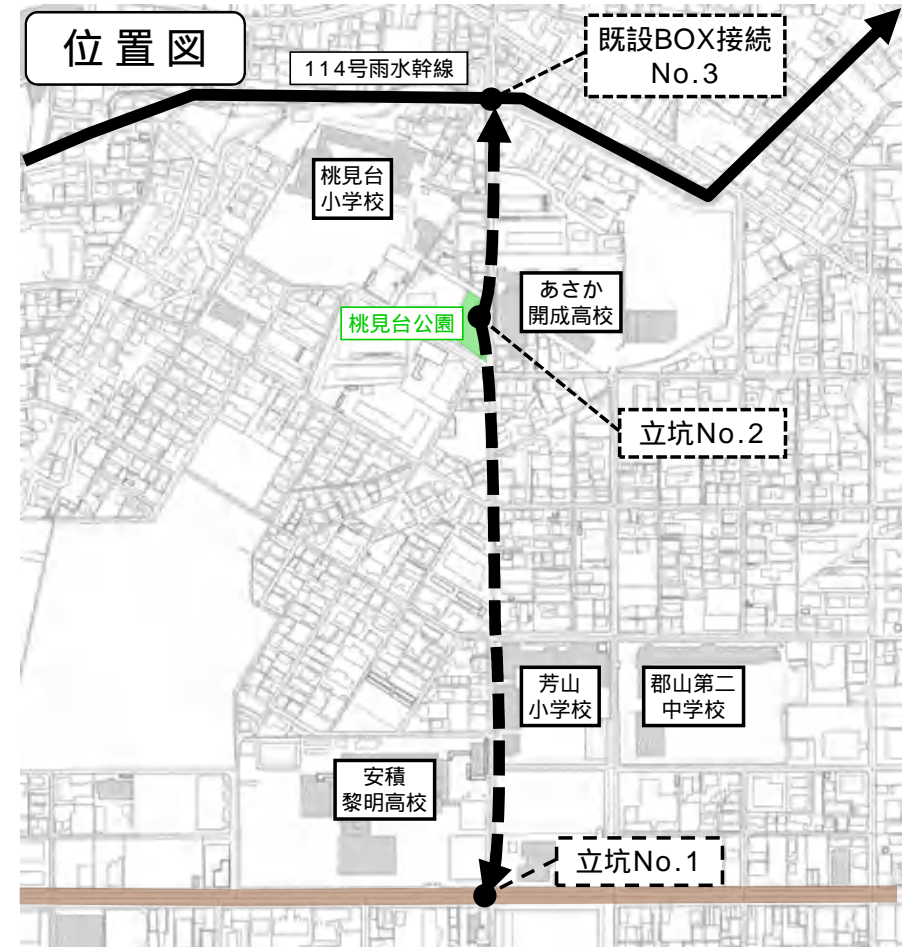 位置図
既設BOX接続
No.3
114号雨水幹線
桃見台
小学校
あさか
開成高校
桃見台公園
立坑No.2
芳山
小学校
郡山第二
中学校
安積
黎明高校
立坑No.1